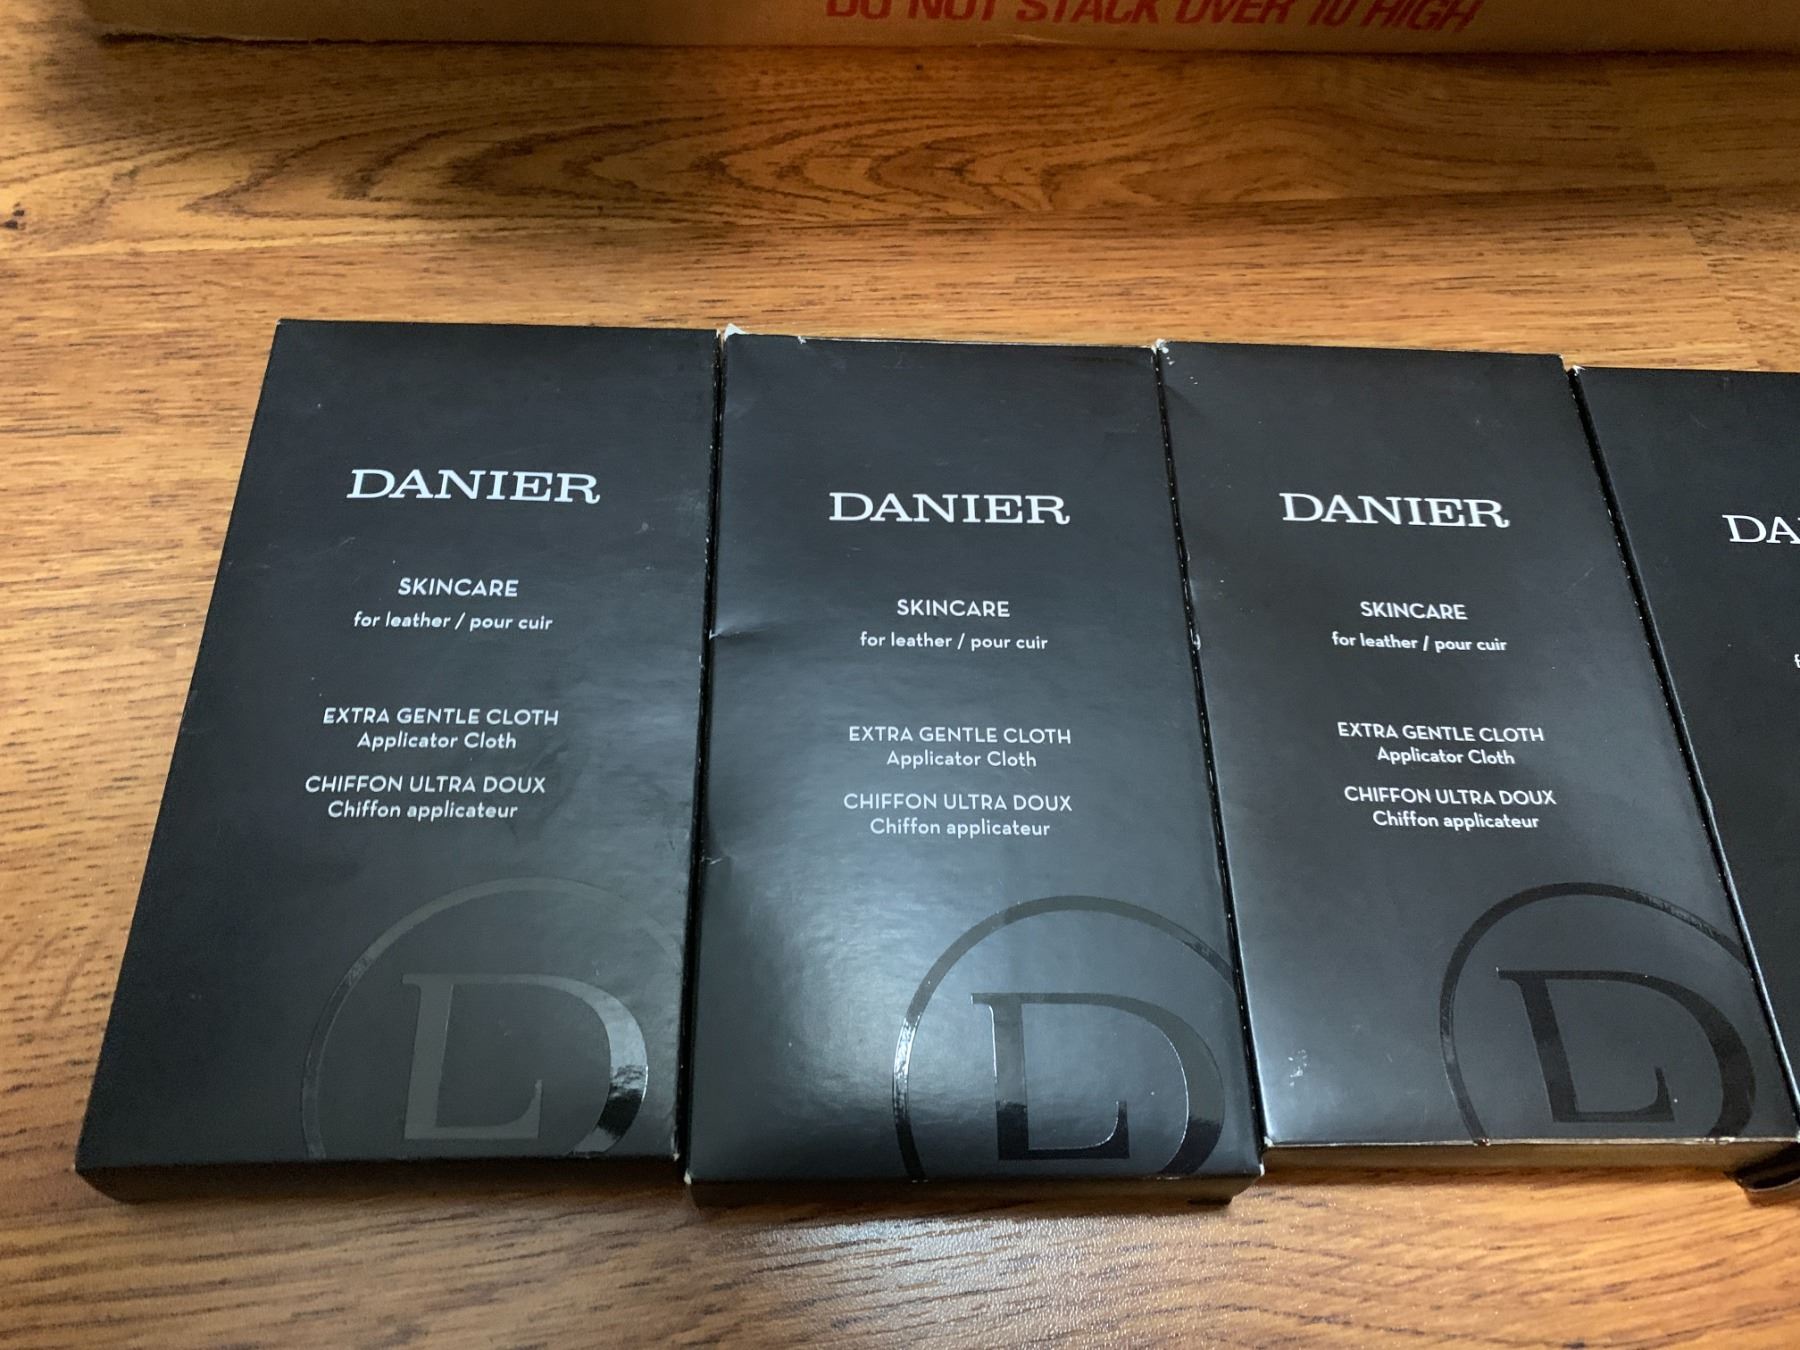 DO NOT STACK OVER 10 HIGH
DANIER
SKINCARE
for leather / pour cuir
EXTRA GENTLE CLOTH
Applicator Cloth
CHIFFON ULTRA DOUX
Chiffon applicateur
D
DANIER
SKINCARE
for leather / pour cuir
EXTRA GENTLE CLOTH
Applicator Cloth
CHIFFON ULTRA DOUX
Chiffon applicateur
D
DANIER
SKINCARE
for leather / pour cuir
EXTRA GENTLE CLOTH
Applicator Cloth
CHIFFON ULTRA DOUX
Chiffon applicateur
D
DA